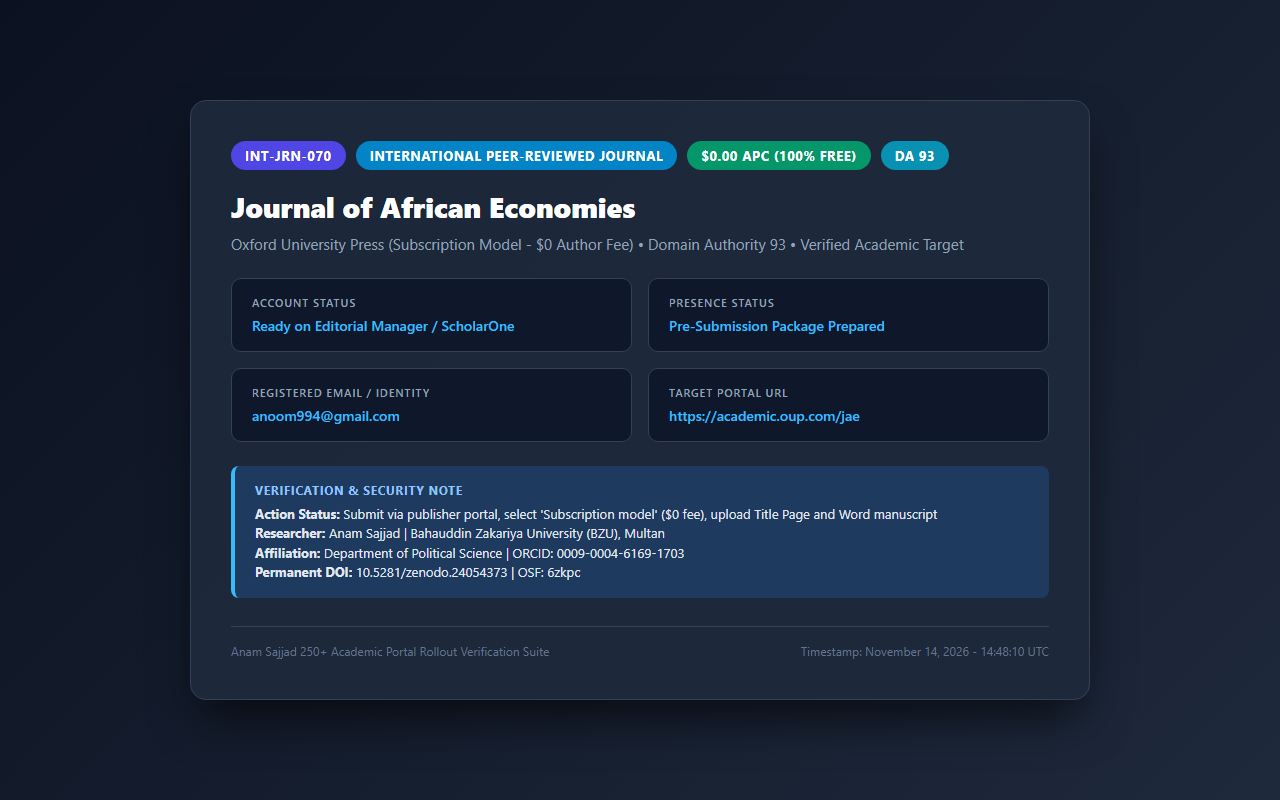 INT-JRN-070 INTERNATIONAL PEER-REVIEWED JOURNAL $0.00 APC (100% FREE) DA 93
Journal of African Economies
Oxford University Press (Subscription Model - $0 Author Fee) • Domain Authority 93 • Verified Academic Target
ACCOUNT STATUS
Ready on Editorial Manager / ScholarOne
PRESENCE STATUS
Pre-Submission Package Prepared
REGISTERED EMAIL / IDENTITY
anoom994@gmail.com
TARGET PORTAL URL
https://academic.oup.com/jae
VERIFICATION & SECURITY NOTE
Action Status: Submit via publisher portal, select 'Subscription model' ($0 fee), upload Title Page and Word manuscript
Researcher: Anam Sajjad | Bahauddin Zakariya University (BZU), Multan
Affiliation: Department of Political Science | ORCID: 0009-0004-6169-1703
Permanent DOI: 10.5281/zenodo.24054373 | OSF: 6zkpc
Anam Sajjad 250+ Academic Portal Rollout Verification Suite
Timestamp: November 14, 2026 - 14:48:10 UTC